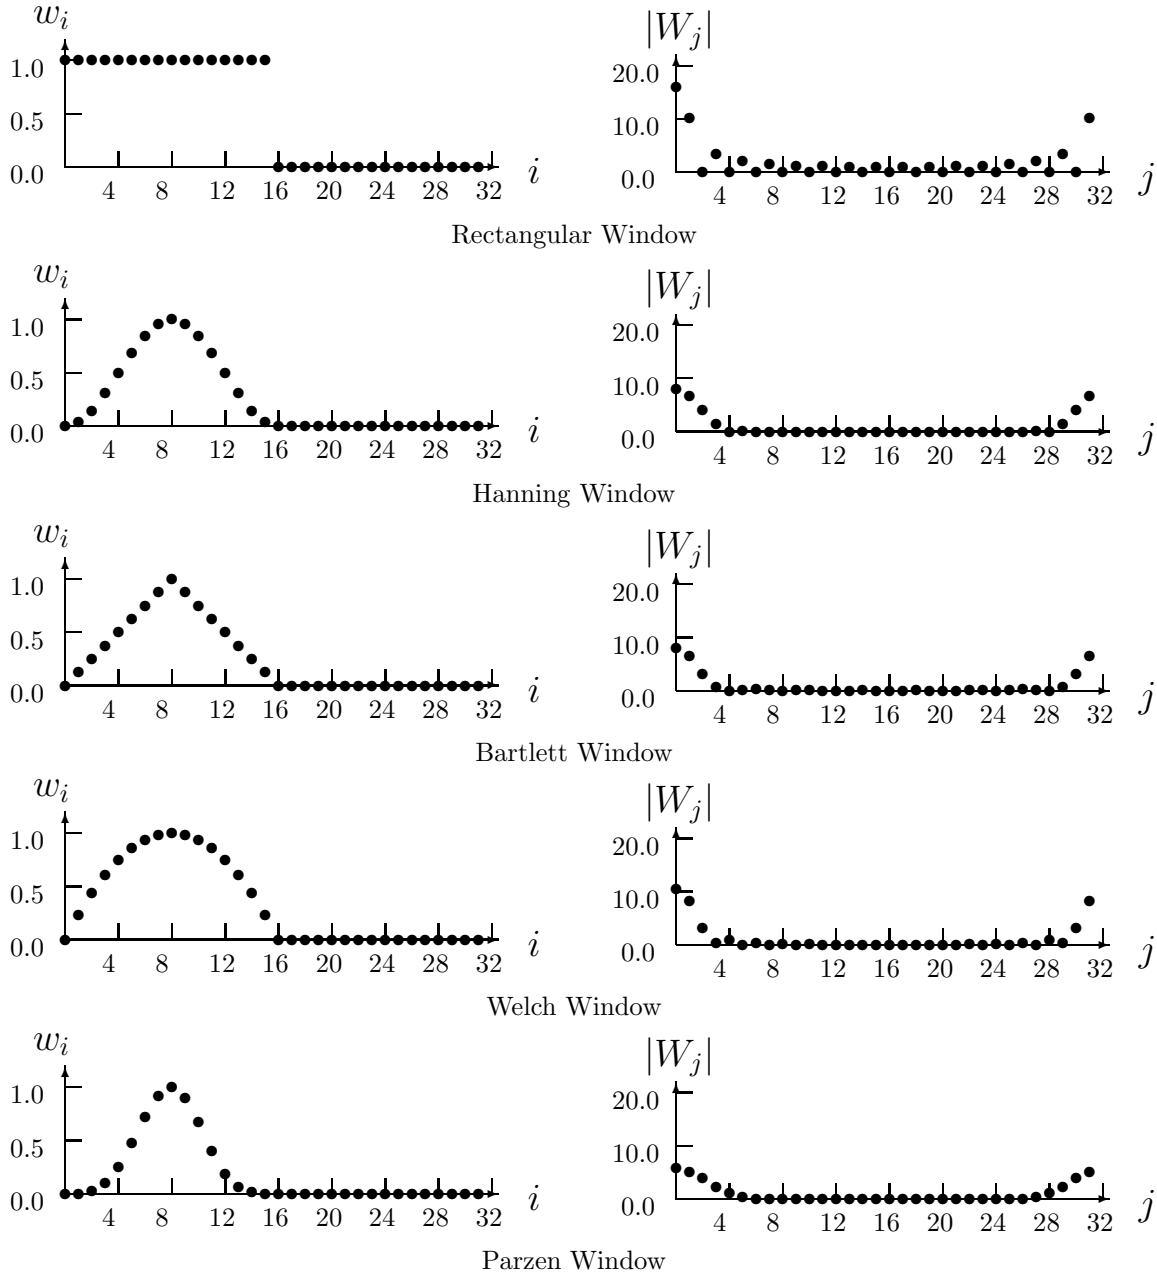 w_i
|W_j|
1.0
0.5
0.0
4 8 12 16 20 24 28 32 i
20.0
10.0
0.0
4 8 12 16 20 24 28 32 j
Rectangular Window
w_i
|W_j|
1.0
0.5
0.0
4 8 12 16 20 24 28 32 i
20.0
10.0
0.0
4 8 12 16 20 24 28 32 j
Hanning Window
w_i
|W_j|
1.0
0.5
0.0
4 8 12 16 20 24 28 32 i
20.0
10.0
0.0
4 8 12 16 20 24 28 32 j
Bartlett Window
w_i
|W_j|
1.0
0.5
0.0
4 8 12 16 20 24 28 32 i
20.0
10.0
0.0
4 8 12 16 20 24 28 32 j
Welch Window
w_i
|W_j|
1.0
0.5
0.0
4 8 12 16 20 24 28 32 i
20.0
10.0
0.0
4 8 12 16 20 24 28 32 j
Parzen Window